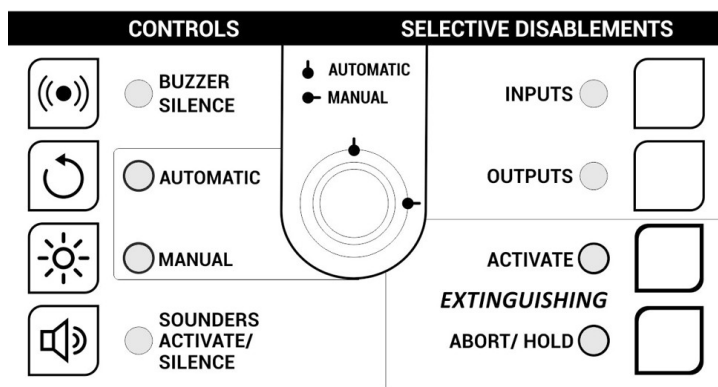 CONTROLS
SELECTIVE DISABLEMENTS
BUZZER
SILENCE
AUTOMATIC
MANUAL
SOUNDERS
ACTIVATE/
SILENCE
AUTOMATIC
MANUAL
INPUTS
OUTPUTS
ACTIVATE
EXTINGUISHING
ABORT/ HOLD